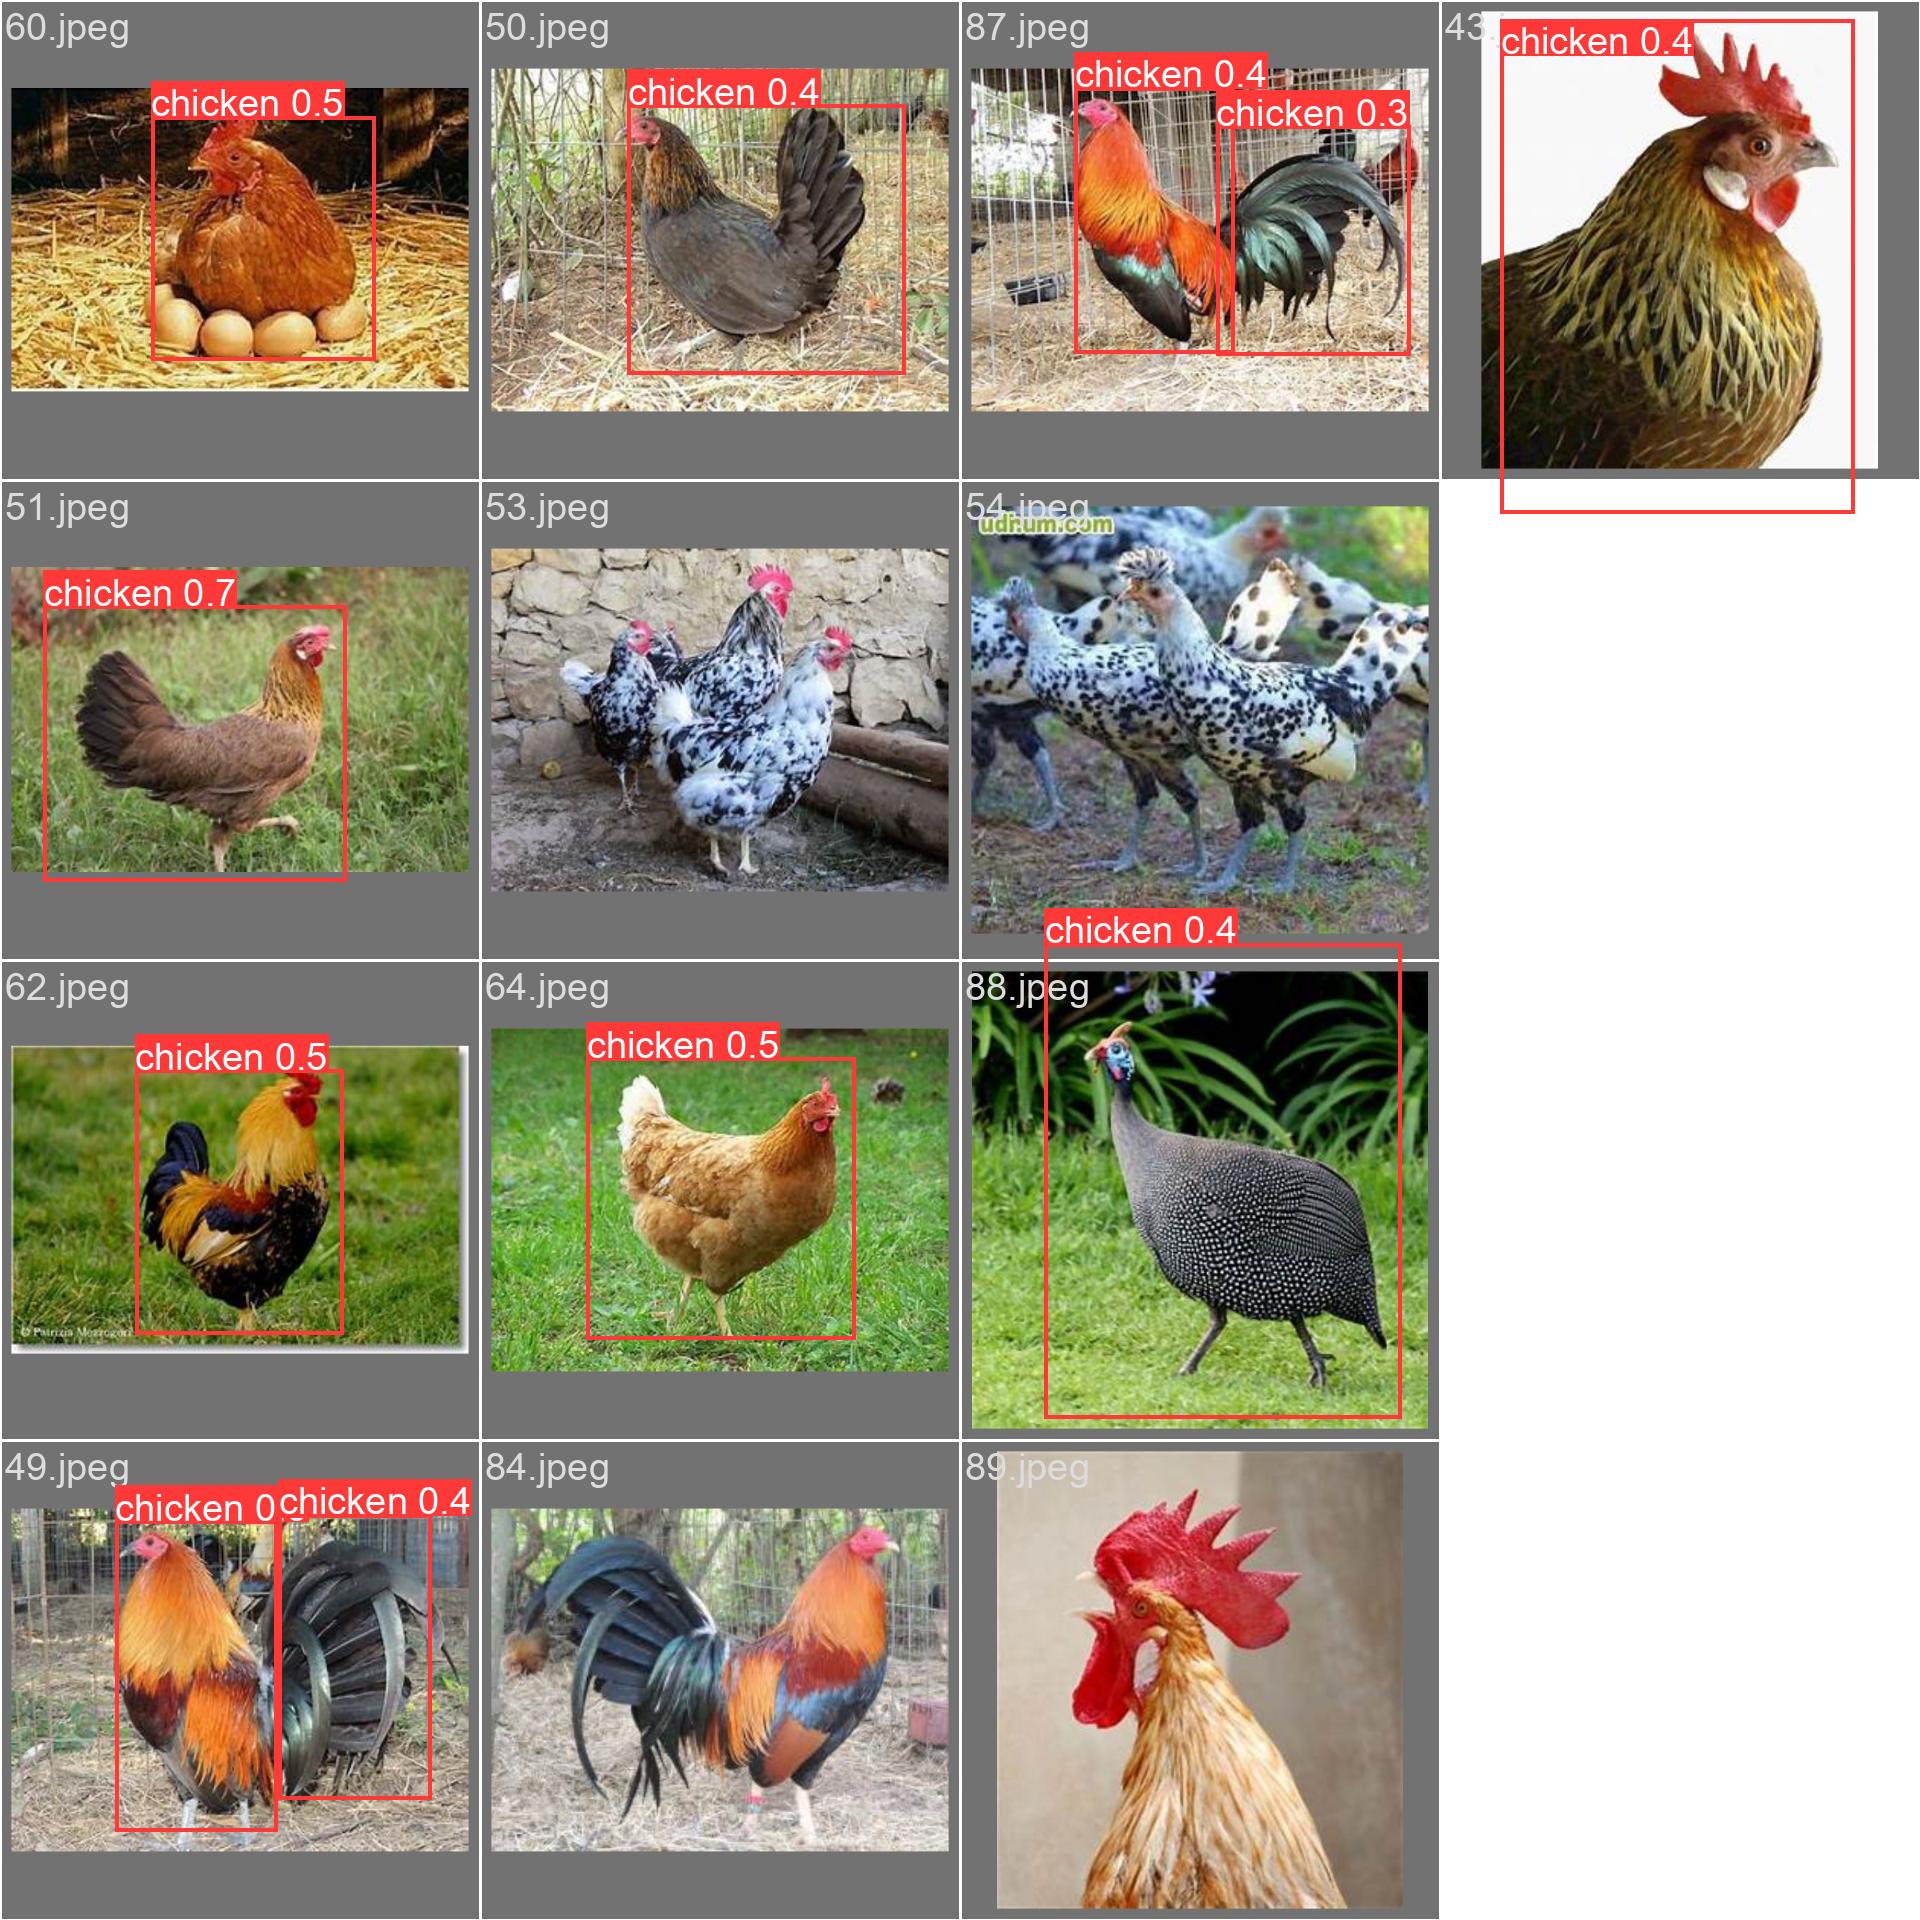 60.jpeg
chicken 0.5
50.jpeg
chicken 0.4
87.jpeg
chicken 0.4
chicken 0.3
43.
chicken 0.4
51.jpeg
chicken 0.7
53.jpeg
54.jpeg
udrum.com
62.jpeg
chicken 0.5
© Patrizia Mozzogori
64.jpeg
chicken 0.5
88.jpeg
chicken 0.4
49.jpeg
chicken 0.
chicken 0.4
84.jpeg
89.jpeg